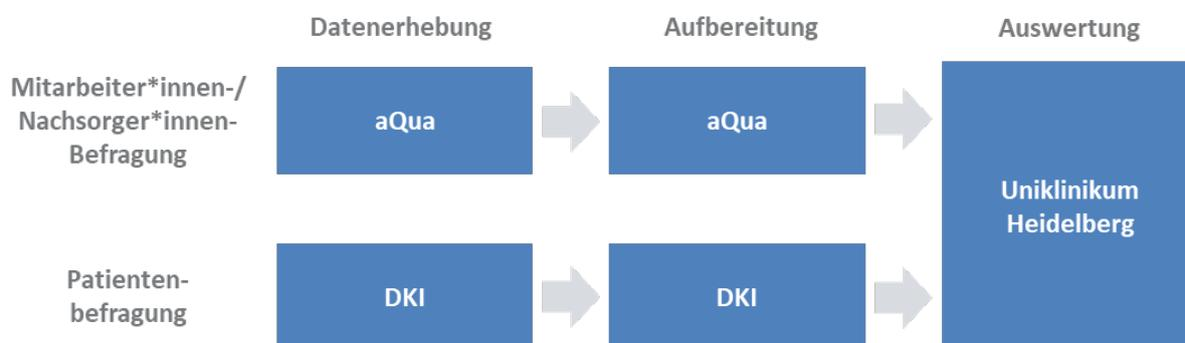 Datenerhebung
Aufbereitung
Auswertung
Mitarbeiter*innen-/
Nachsorger*innen-
Befragung
aQua
aQua
Uniklinikum
Heidelberg
Patienten-
befragung
DKI
DKI